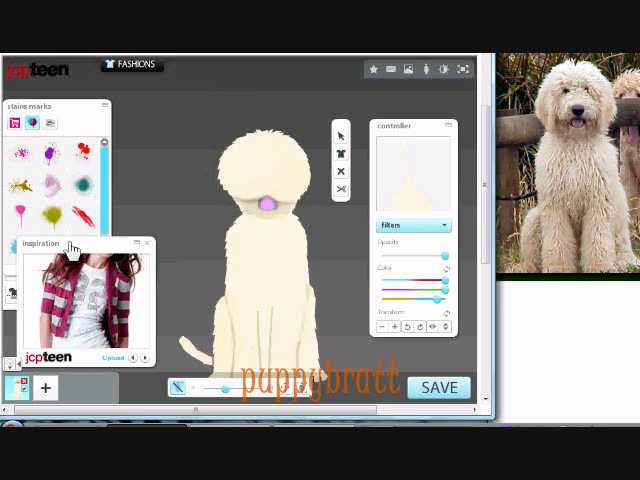 jcpteen
FASHIONS
stains marks
controller
filters
Opacity
Color
Transform
inspiration
jcpteen
Upload
puppybratt
SAVE